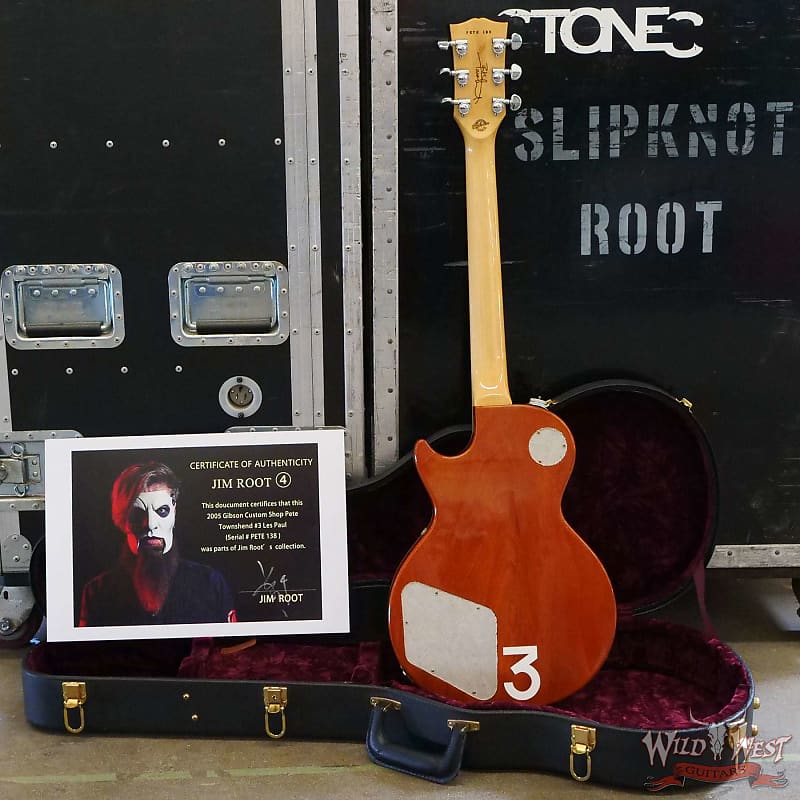 PETE 138
STONEC
SLIPKNOT
ROOT
CERTIFICATE OF AUTHENTICITY
JIM ROOT ④
This doucument certifices that this
2005 Gibson Custom Shop Pete
Townshend #3 Les Paul
(Serial # PETE 138 )
was parts of Jim Root's collection.
JIM ROOT
3
WILD WEST
GUITARS